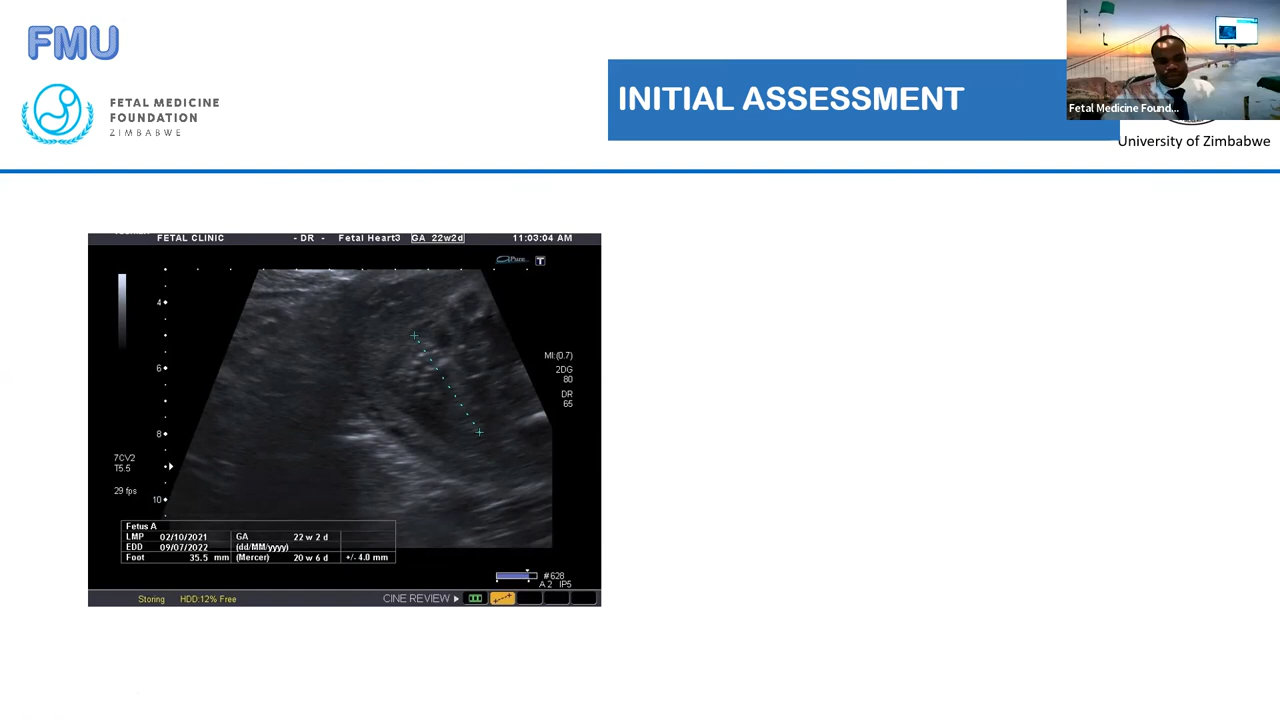 FMU
FETAL MEDICINE
FOUNDATION
ZIMBABWE
INITIAL ASSESSMENT
Fetal Medicine Found...
University of Zimbabwe
FETAL CLINIC - DR - Fetal Heart3 GA 22w2d 11:03:04 AM
T
4
MI:(0.7)
6
2DG
80
DR
65
8
7CV2
T5.5
29 fps
10
Fetus A
LMP 02/10/2021 GA 22 w 2 d
EDD 09/07/2022 (dd/MM/yyyy)
Foot 35.5 mm (Mercer) 20 w 6 d +/- 4.0 mm
#628
A 2 IP5
Storing HDD:12% Free CINE REVIEW